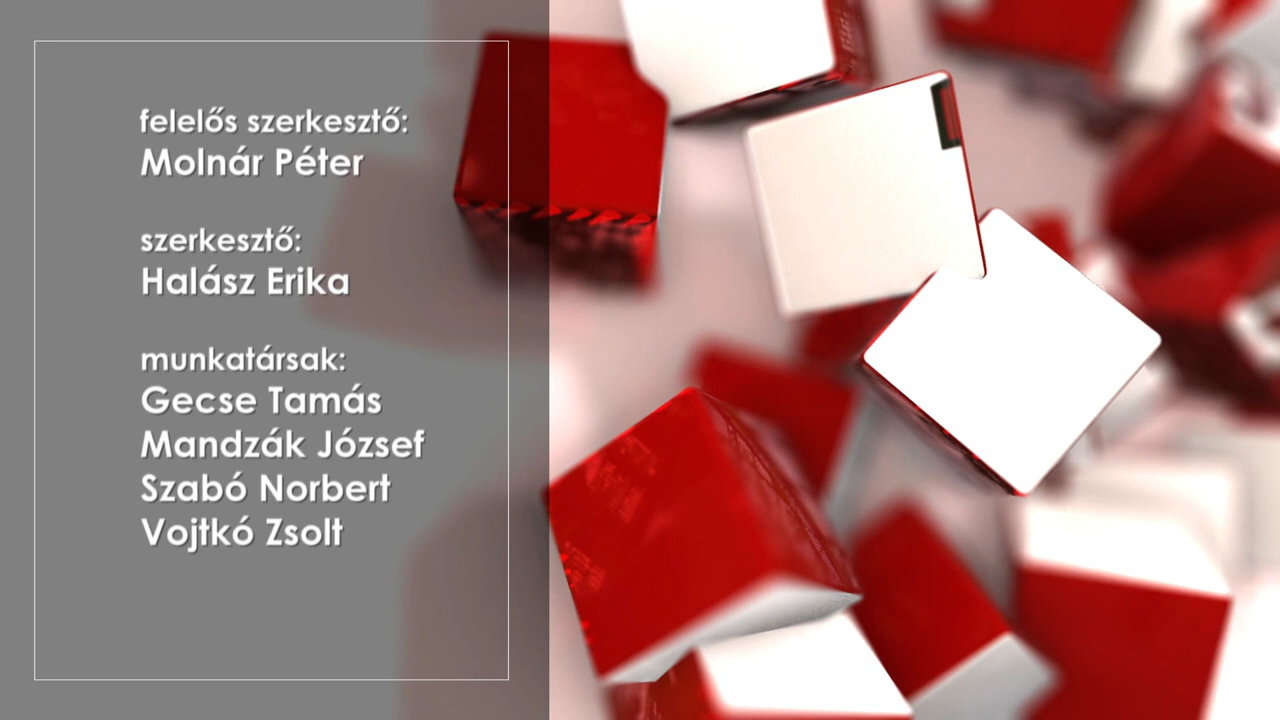 felelős szerkesztő:
Molnár Péter
szerkesztő:
Halász Erika
munkatársak:
Gecse Tamás
Mandzák József
Szabó Norbert
Vojtkó Zsolt